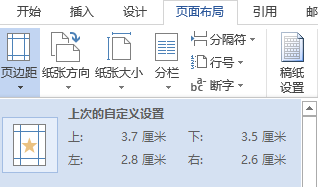 开始 插入 设计 页面布局 引用 邮
页边距 纸张方向 纸张大小 分栏 分隔符 行号 断字 稿纸设置
上次的自定义设置
上: 3.7 厘米 下: 3.5 厘米
左: 2.8 厘米 右: 2.6 厘米